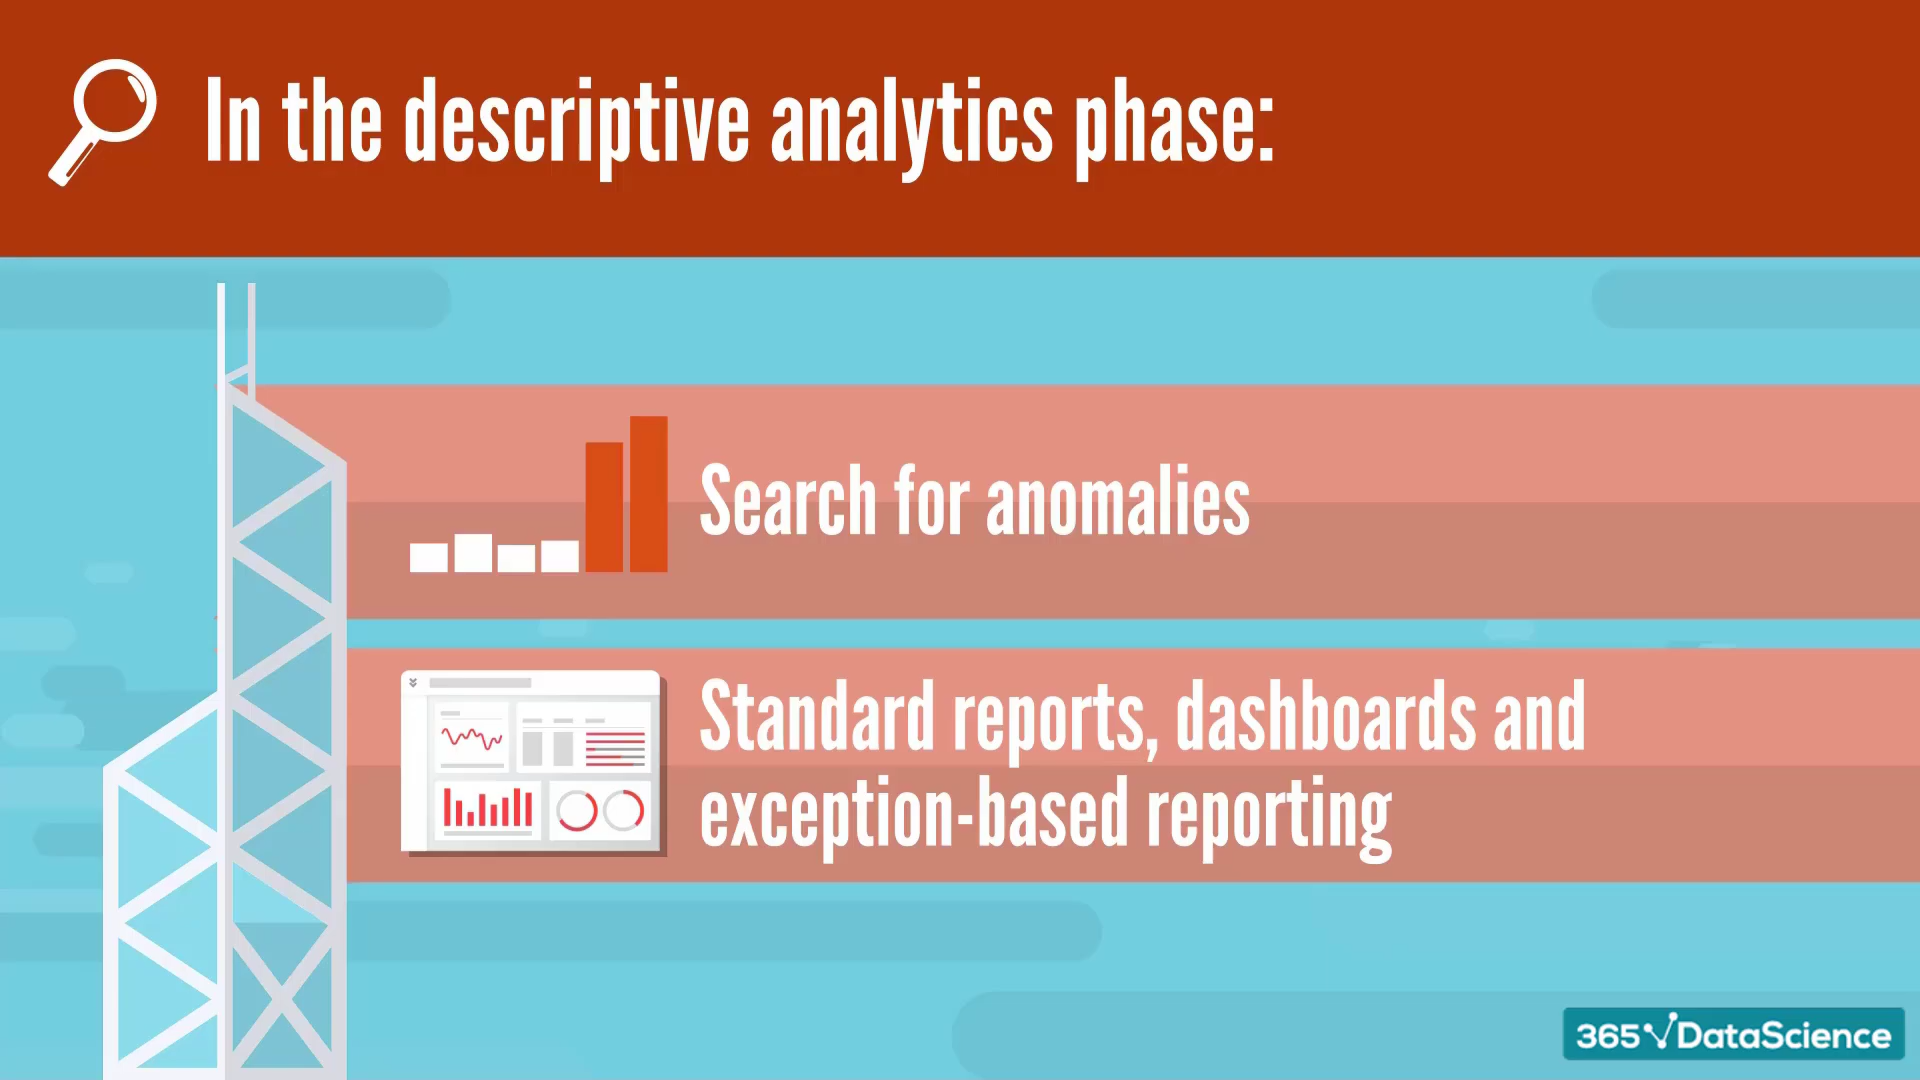 In the descriptive analytics phase:
Search for anomalies
Standard reports, dashboards and
exception-based reporting
365 DataScience